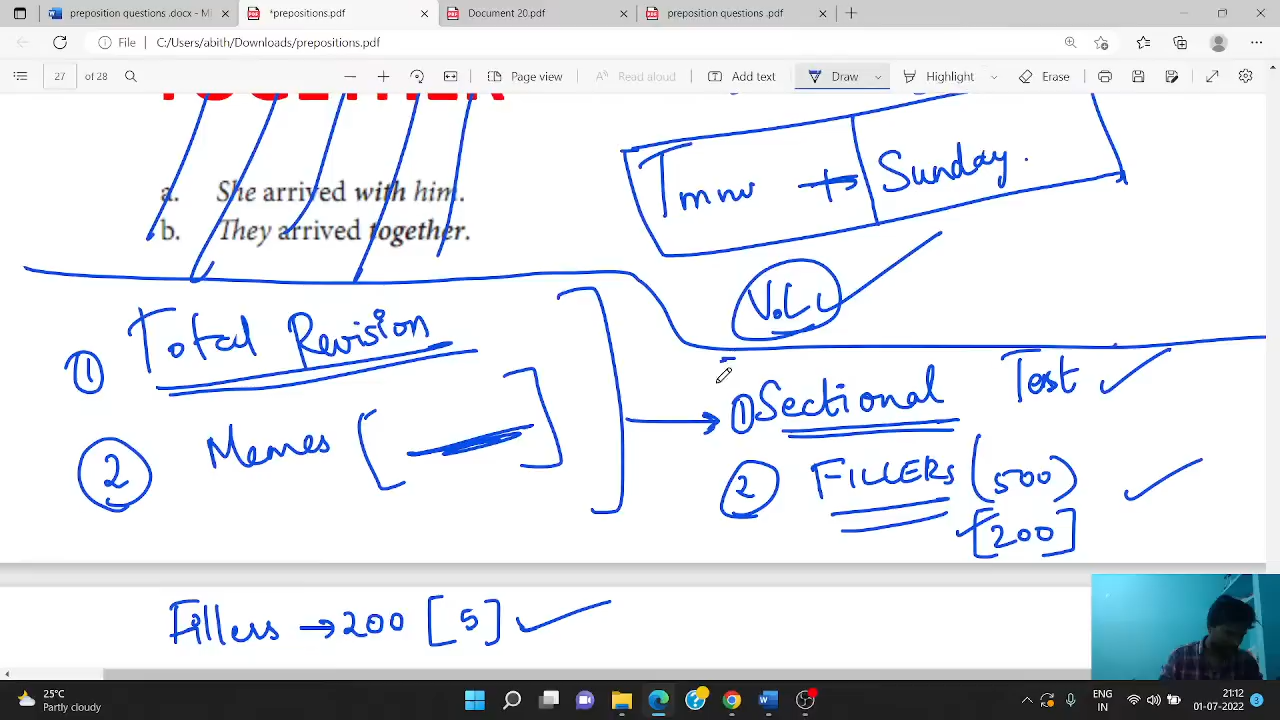 preposition questions .docx - Mi
*prepositions.pdf
Document 20.pdf
preposition questions .pdf
File
C:/Users/abith/Downloads/prepositions.pdf
27 of 28
Page view
Read aloud
Add text
Draw
Highlight
Erase
TOGETHER
a. She arrived with him.
b. They arrived together.
Tmrw + Sunday.
① Total Revision
② Memes [ ]
① Sectional Test
② FILLERS (500)
[200]
Fillers → 200 [5]
25°C
Partly cloudy
ENG
IN
21:12
01-07-2022
3